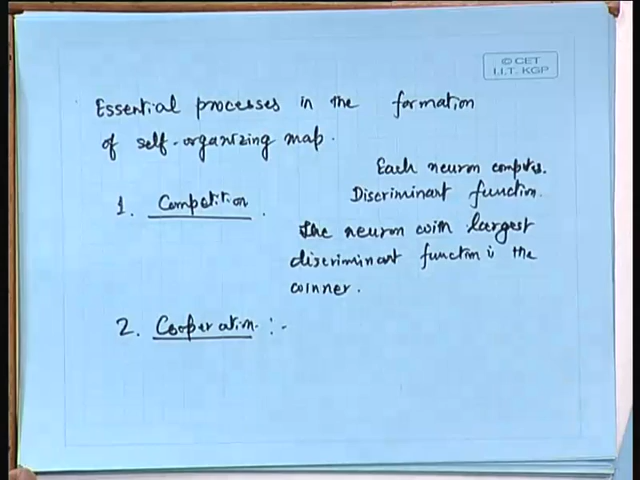 © CET
I.I.T. KGP
Essential processes in the formation
of self-organizing map.
Each neuron computes.
1. Competition.
Discriminant function.
The neuron with largest
discriminant function is the
winner.
2. Cooperation :-